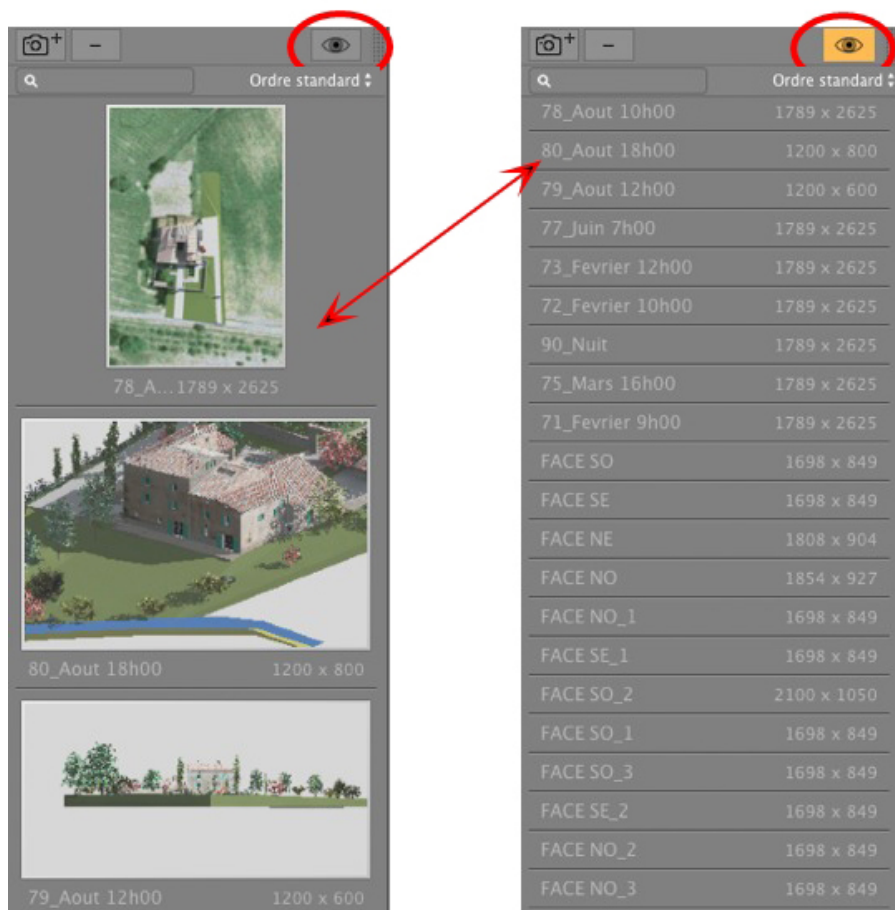 Ordre standard
78_A... 1789 x 2625
80_Aout 18h00 1200 x 800
79_Aout 12h00 1200 x 600
Ordre standard
78_Aout 10h00 1789 x 2625
80_Aout 18h00 1200 x 800
79_Aout 12h00 1200 x 600
77_Juin 7h00 1789 x 2625
73_Fevrier 12h00 1789 x 2625
72_Fevrier 10h00 1789 x 2625
90_Nuit 1789 x 2625
75_Mars 16h00 1789 x 2625
71_Fevrier 9h00 1789 x 2625
FACE SO 1698 x 849
FACE SE 1698 x 849
FACE NE 1808 x 904
FACE NO 1854 x 927
FACE NO_1 1698 x 849
FACE SE_1 1698 x 849
FACE SO_2 2100 x 1050
FACE SO_1 1698 x 849
FACE SO_3 1698 x 849
FACE SE_2 1698 x 849
FACE NO_2 1698 x 849
FACE NO_3 1698 x 849